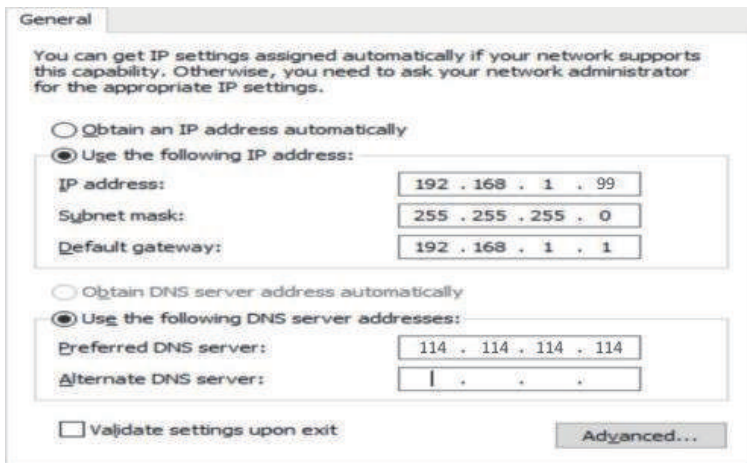 General
You can get IP settings assigned automatically if your network supports
this capability. Otherwise, you need to ask your network administrator
for the appropriate IP settings.
Obtain an IP address automatically
Use the following IP address:
IP address: 192 . 168 . 1 . 99
Subnet mask: 255 . 255 . 255 . 0
Default gateway: 192 . 168 . 1 . 1
Obtain DNS server address automatically
Use the following DNS server addresses:
Preferred DNS server: 114 . 114 . 114 . 114
Alternate DNS server: . . .
Validate settings upon exit
Advanced...